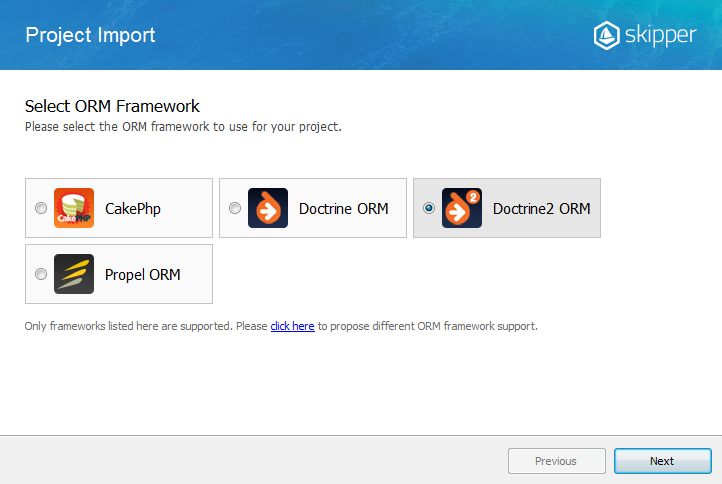 Project Import
skipper
Select ORM Framework
Please select the ORM framework to use for your project.
CakePHP
CakePhp
Doctrine ORM
2
Doctrine2 ORM
Propel ORM
Only frameworks listed here are supported. Please click here to propose different ORM framework support.
Previous
Next